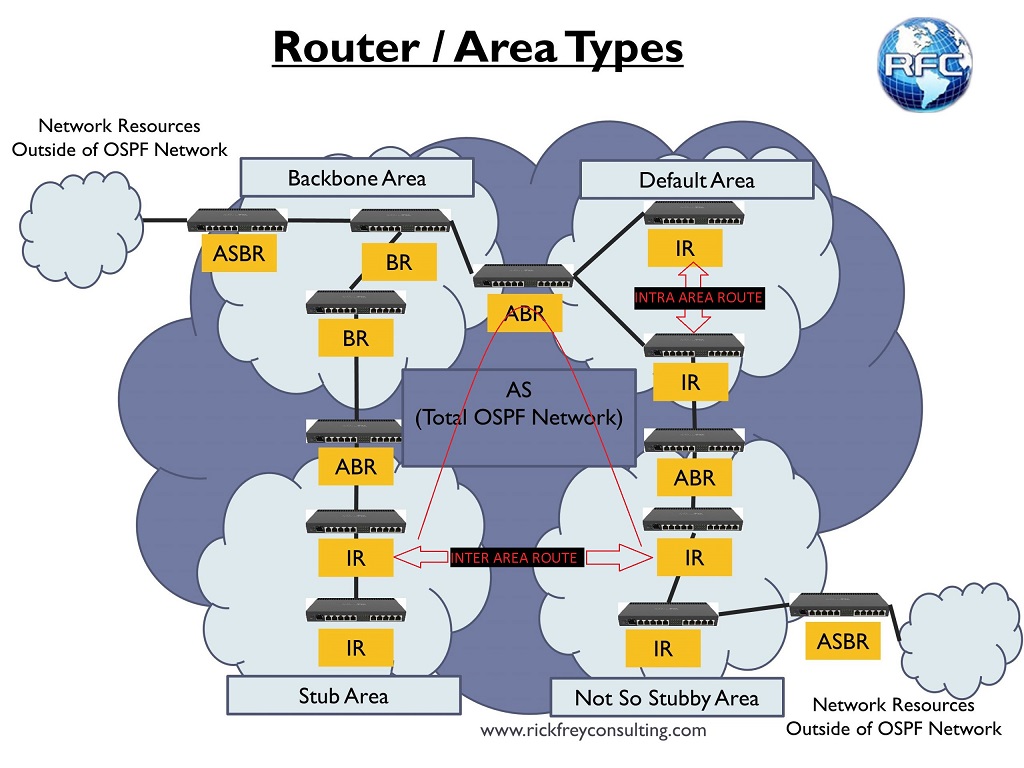 Router / Area Types
RFC
Network Resources
Outside of OSPF Network
Backbone Area
Default Area
ASBR
BR
IR
INTRA AREA ROUTE
ABR
BR
IR
AS
(Total OSPF Network)
ABR
ABR
IR
INTER AREA ROUTE
IR
IR
IR
ASBR
Stub Area
Not So Stubby Area
Network Resources
Outside of OSPF Network
www.rickfreyconsulting.com